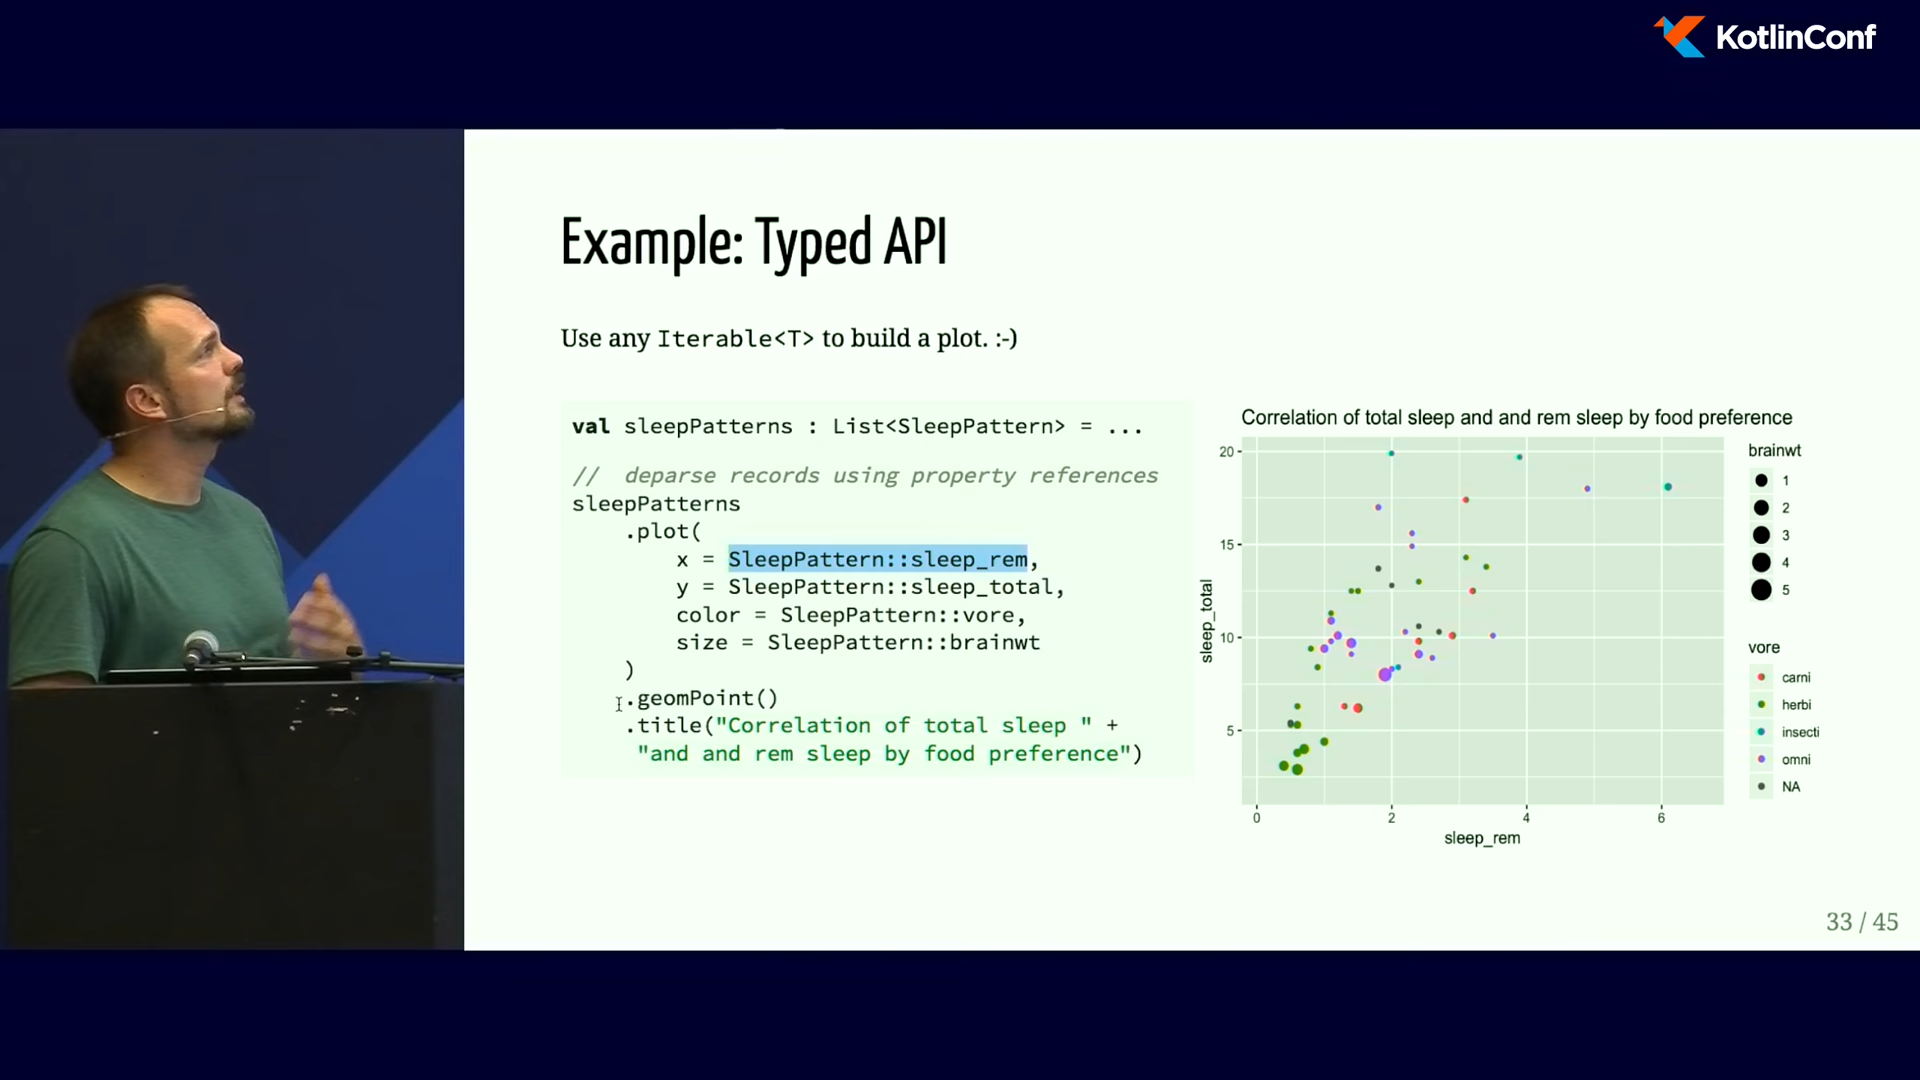 KotlinConf
Example: Typed API
Use any Iterable<T> to build a plot. :-)
val sleepPatterns : List<SleepPattern> = ...
//  deparse records using property references
sleepPatterns
.plot(
x = SleepPattern::sleep_rem,
y = SleepPattern::sleep_total,
color = SleepPattern::vore,
size = SleepPattern::brainwt
)
.geomPoint()
.title("Correlation of total sleep " +
"and and rem sleep by food preference")
Correlation of total sleep and and rem sleep by food preference
20
15
10
5
sleep_total
0 2 4 6
sleep_rem
brainwt
1
2
3
4
5
vore
carni
herbi
insecti
omni
NA
33 / 45